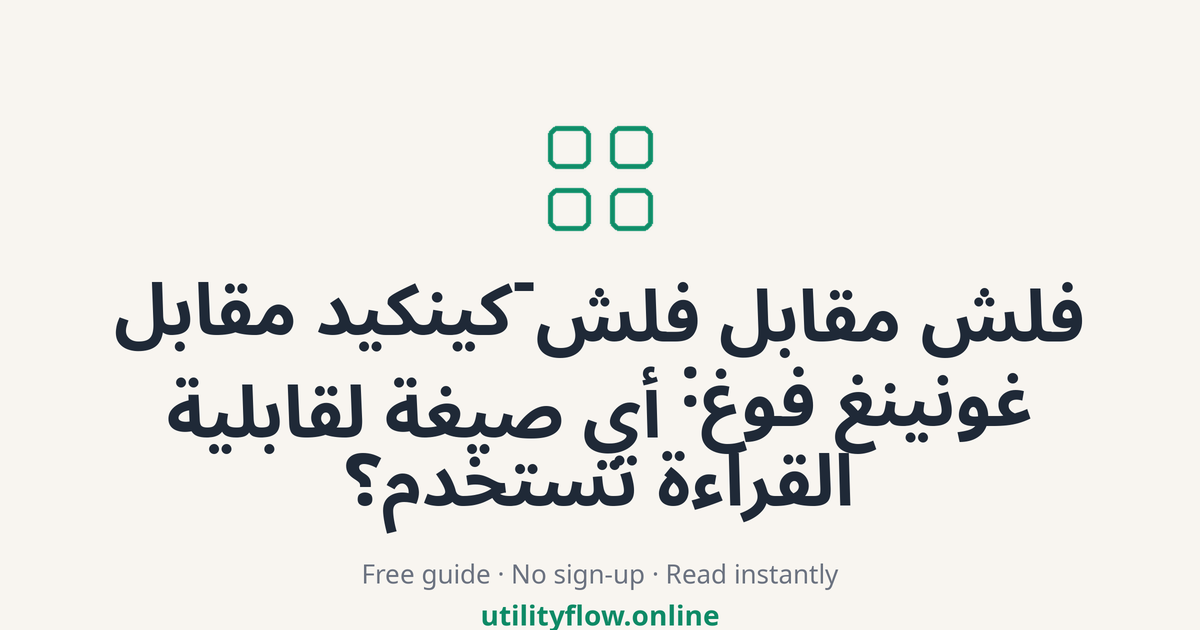 فلش مقابل فلش-كينكيد مقابل
غونينغ فوغ: أي صيغة لقابلية
القراءة تستخدم؟
Free guide · No sign-up · Read instantly
utilityflow.online